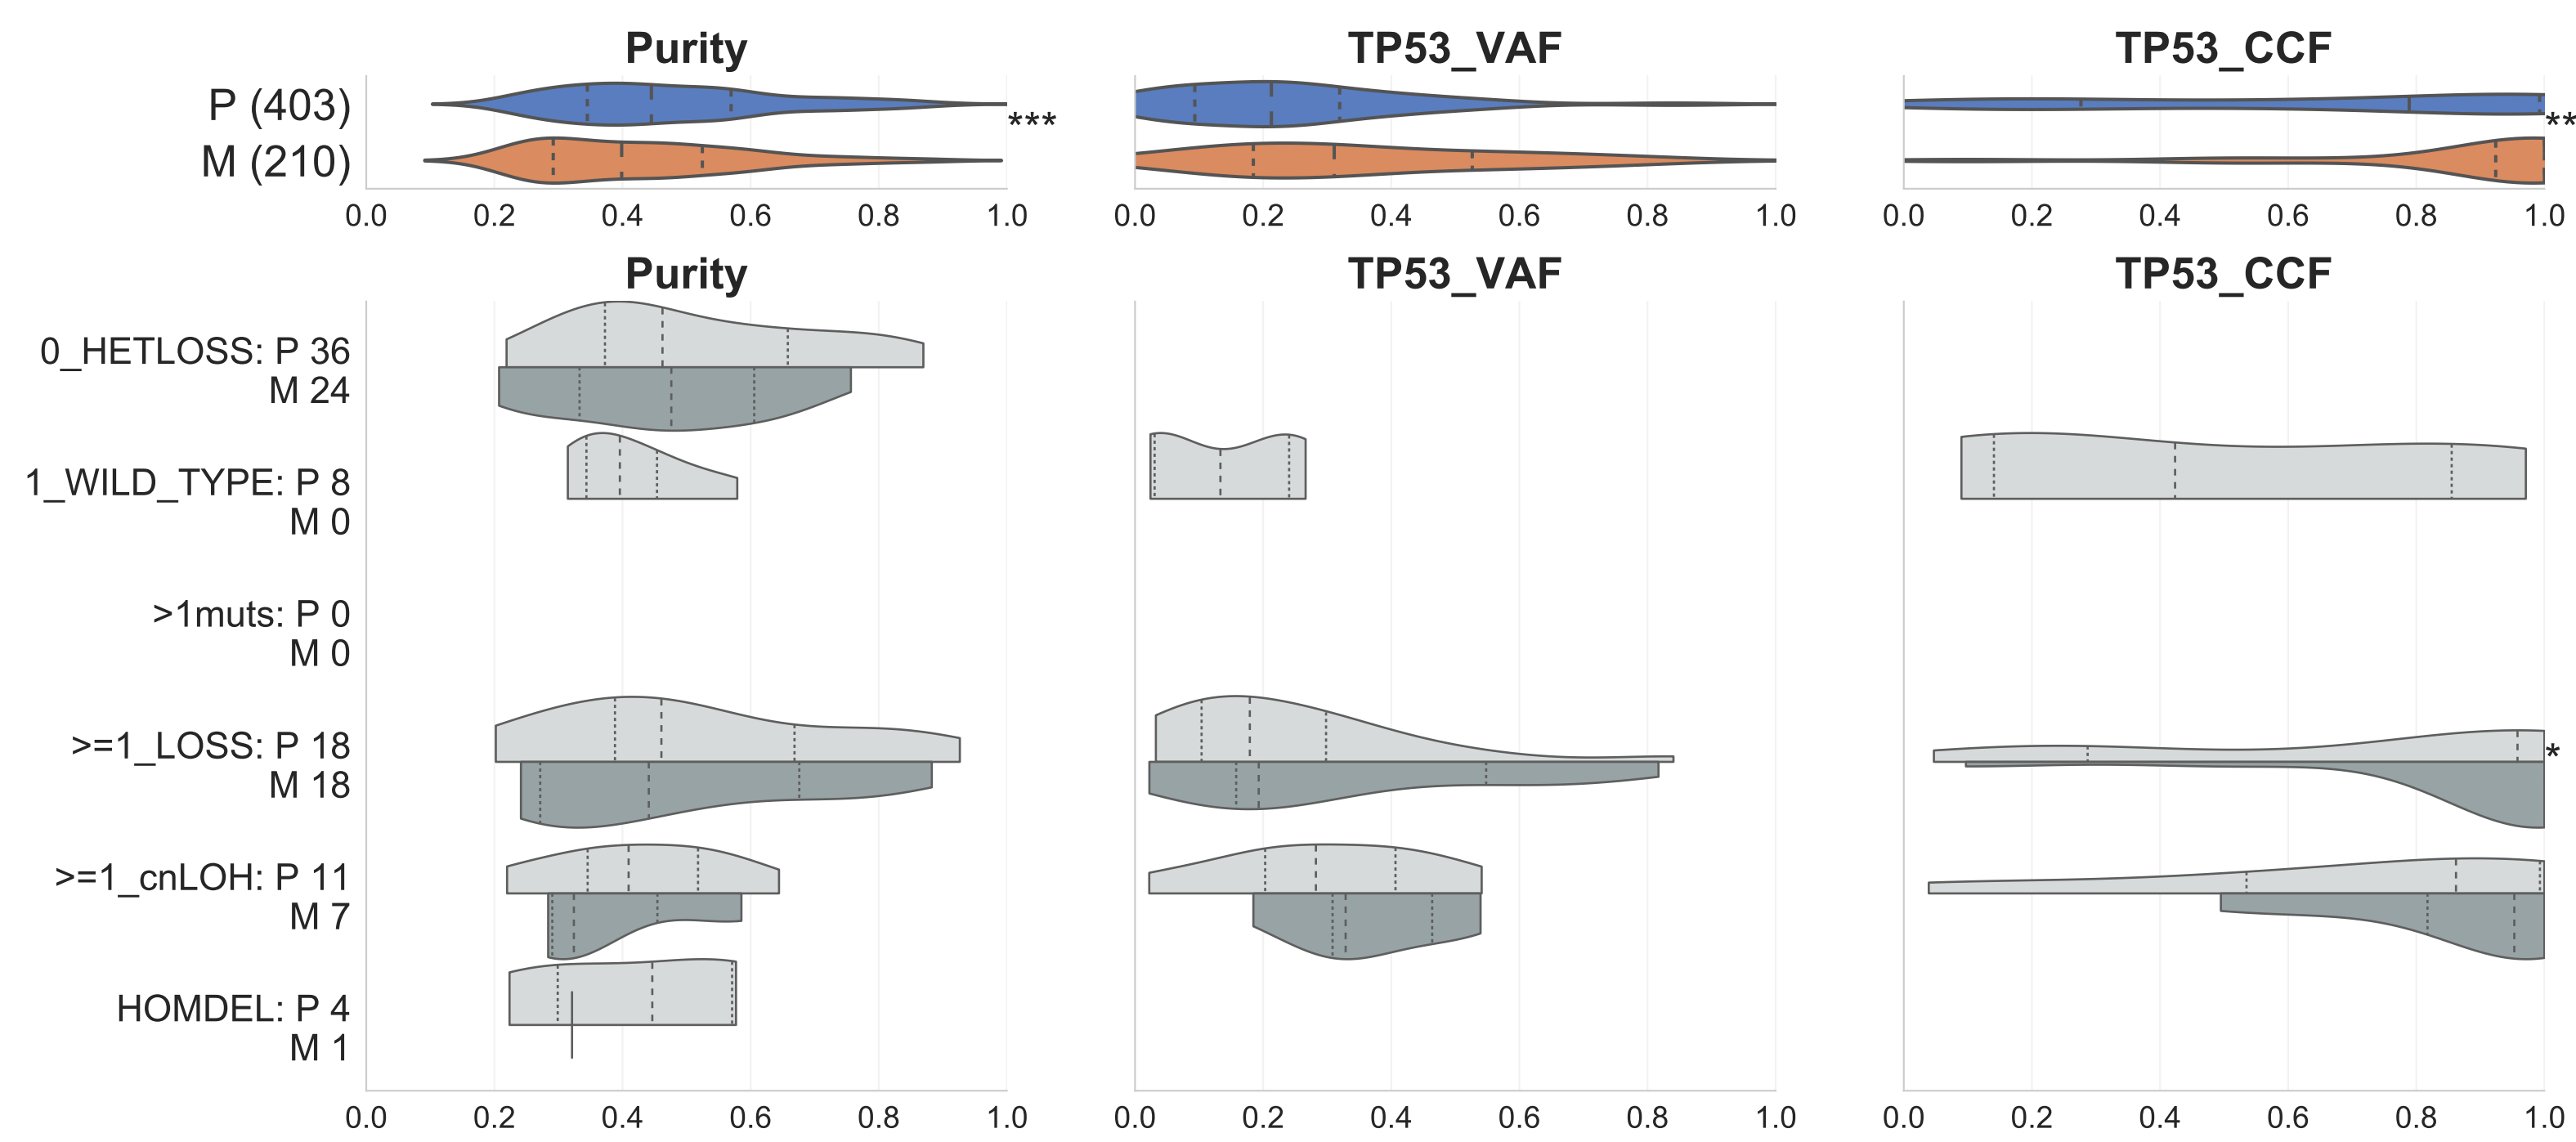 Purity TP53_VAF TP53_CCF
P (403)
***
**
M (210)
0.0 0.2 0.4 0.6 0.8 1.0 0.0 0.2 0.4 0.6 0.8 1.0 0.0 0.2 0.4 0.6 0.8 1.0
Purity TP53_VAF TP53_CCF
0_HETLOSS: P 36
M 24
1_WILD_TYPE: P 8
M 0
>1muts: P 0
M 0
>=1_LOSS: P 18
*
M 18
>=1_cnLOH: P 11
M 7
HOMDEL: P 4
M 1
0.0 0.2 0.4 0.6 0.8 1.0 0.0 0.2 0.4 0.6 0.8 1.0 0.0 0.2 0.4 0.6 0.8 1.0